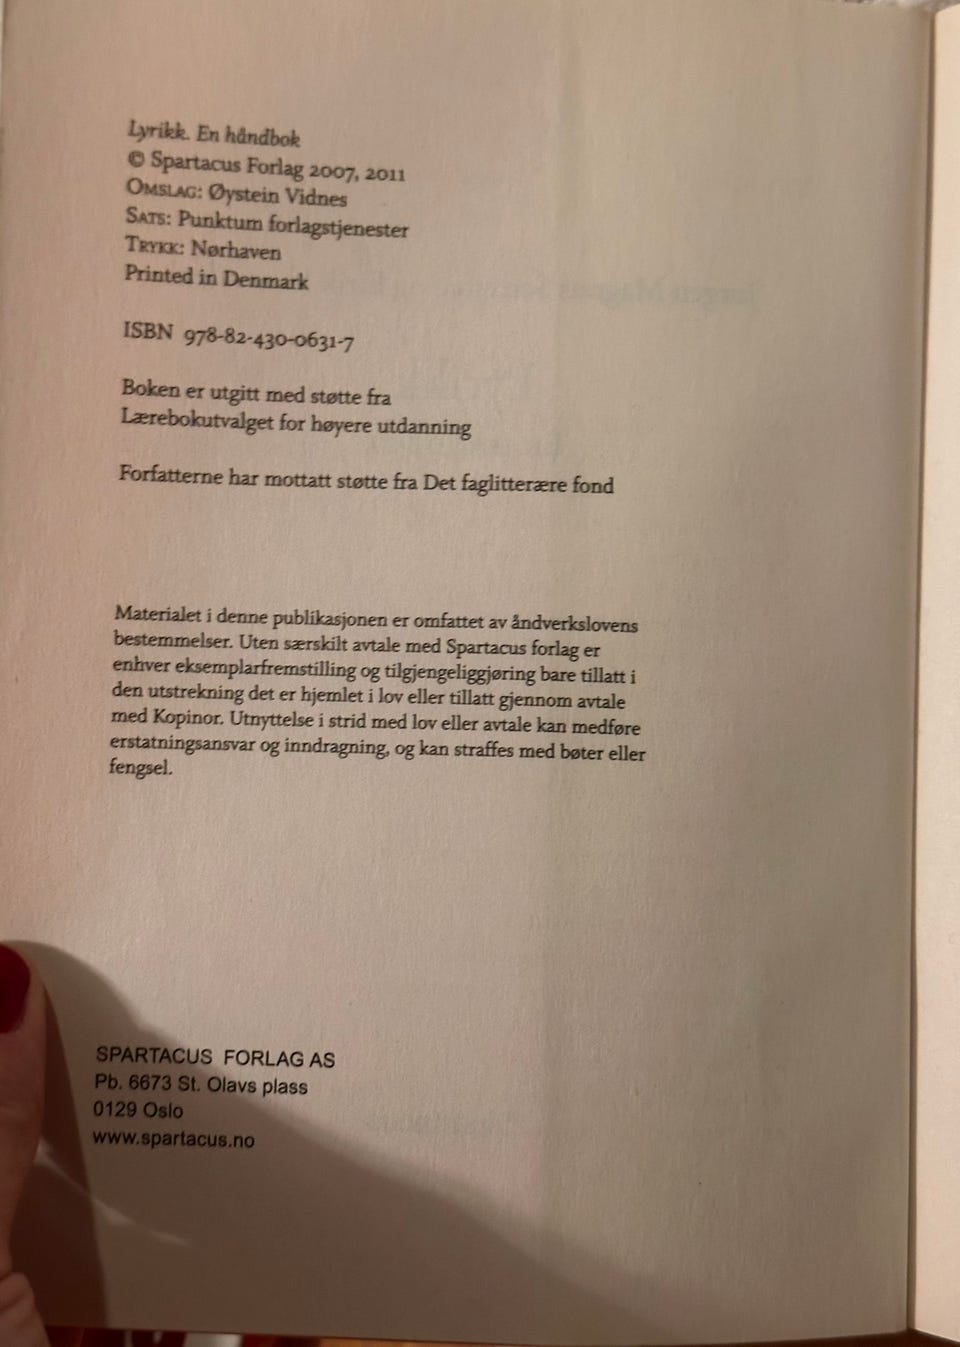 Lyrikk. En håndbok
© Spartacus Forlag 2007, 2011
OMSLAG: Øystein Vidnes
SATS: Punktum forlagstjenester
TRYKK: Nørhaven
Printed in Denmark
ISBN 978-82-430-0631-7
Boken er utgitt med støtte fra
Lærebokutvalget for høyere utdanning
Forfatterne har mottatt støtte fra Det faglitterære fond
Materialet i denne publikasjonen er omfattet av åndverkslovens
bestemmelser. Uten særskilt avtale med Spartacus forlag er
enhver eksemplarfremstilling og tilgjengeliggjøring bare tillatt i
den utstrekning det er hjemlet i lov eller tillatt gjennom avtale
med Kopinor. Utnyttelse i strid med lov eller avtale kan medføre
erstatningsansvar og inndragning, og kan straffes med bøter eller
fengsel.
SPARTACUS FORLAG AS
Pb. 6673 St. Olavs plass
0129 Oslo
www.spartacus.no